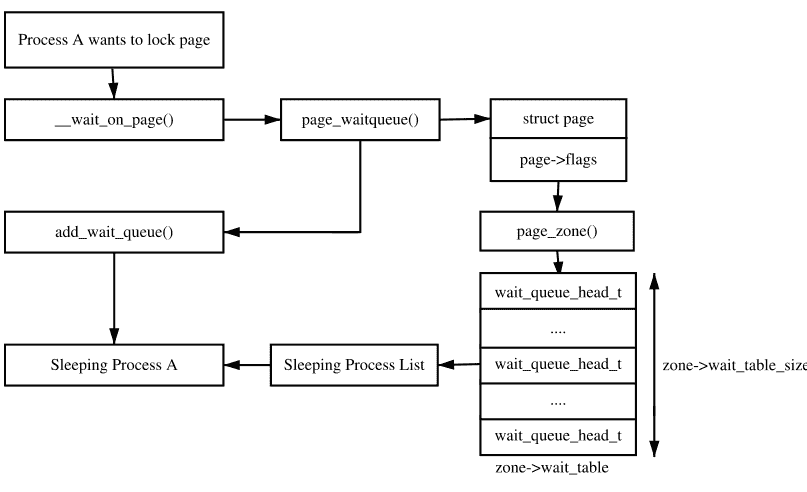 Process A wants to lock page
__wait_on_page()
page_waitqueue()
struct page
page->flags
add_wait_queue()
page_zone()
wait_queue_head_t
....
Sleeping Process A
Sleeping Process List
wait_queue_head_t
zone->wait_table_size
....
wait_queue_head_t
zone->wait_table